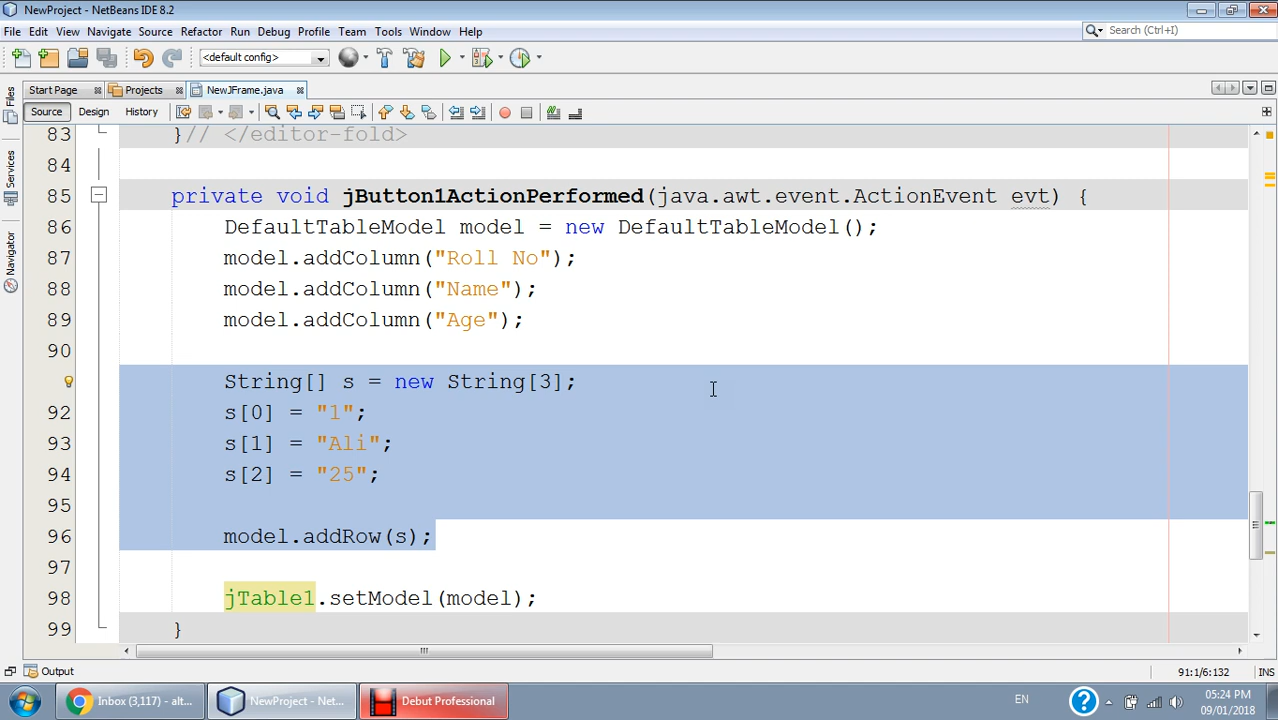 NewProject - NetBeans IDE 8.2
File Edit View Navigate Source Refactor Run Debug Profile Team Tools Window Help
Search (Ctrl+I)
<default config>
Start Page Projects NewJFrame.java
Source Design History
Files
Services
Navigator
83 }// </editor-fold>
84
85 private void jButton1ActionPerformed(java.awt.event.ActionEvent evt) {
86 DefaultTableModel model = new DefaultTableModel();
87 model.addColumn("Roll No");
88 model.addColumn("Name");
89 model.addColumn("Age");
90
String[] s = new String[3];
92 s[0] = "1";
93 s[1] = "Ali";
94 s[2] = "25";
95
96 model.addRow(s);
97
98 jTable1.setModel(model);
99 }
Output
91:1/6:132 INS
Inbox (3,117) - alt... NewProject - Net... Debut Professional
EN
05:24 PM
09/01/2018